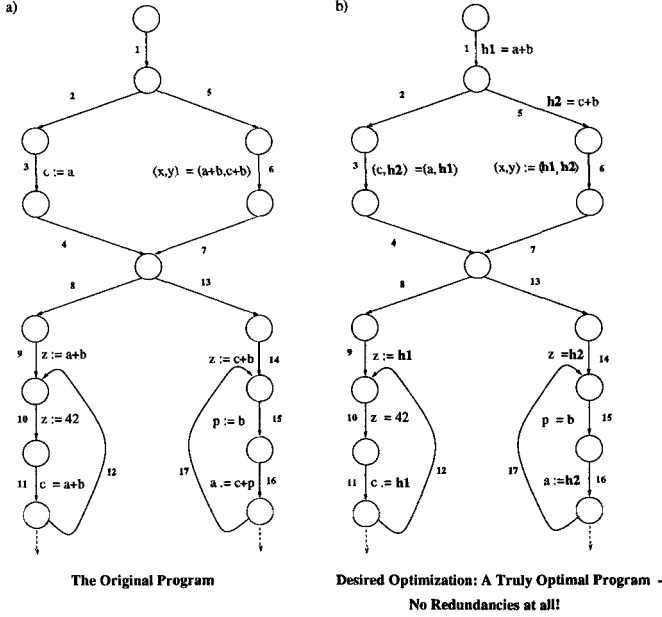 a)
1
2
5
3
c := a
(x,y) = (a+b,c+b)
6
4
7
8
13
9
z := a+b
z := c+b
14
10
z := 42
p := b
15
12
17
11
c = a+b
a := c+p
16
The Original Program
b)
1
h1 = a+b
2
h2 = c+b
5
3
(c,h2) =(a,h1)
(x,y) := (h1,h2)
6
4
7
8
13
9
z := h1
z =h2
14
10
z = 42
p = b
15
12
17
11
c := h1
a :=h2
16
Desired Optimization: A Truly Optimal Program -
No Redundancies at all!